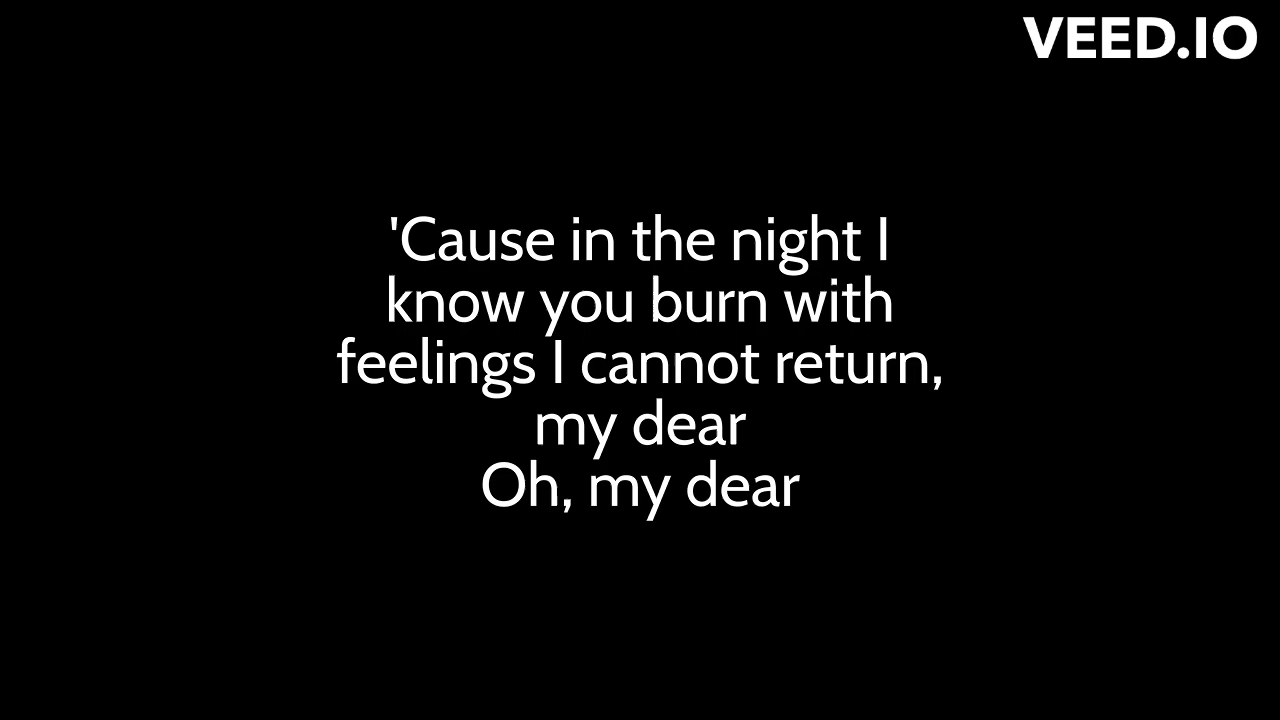 VEED.IO
'Cause in the night I
know you burn with
feelings I cannot return,
my dear
Oh, my dear